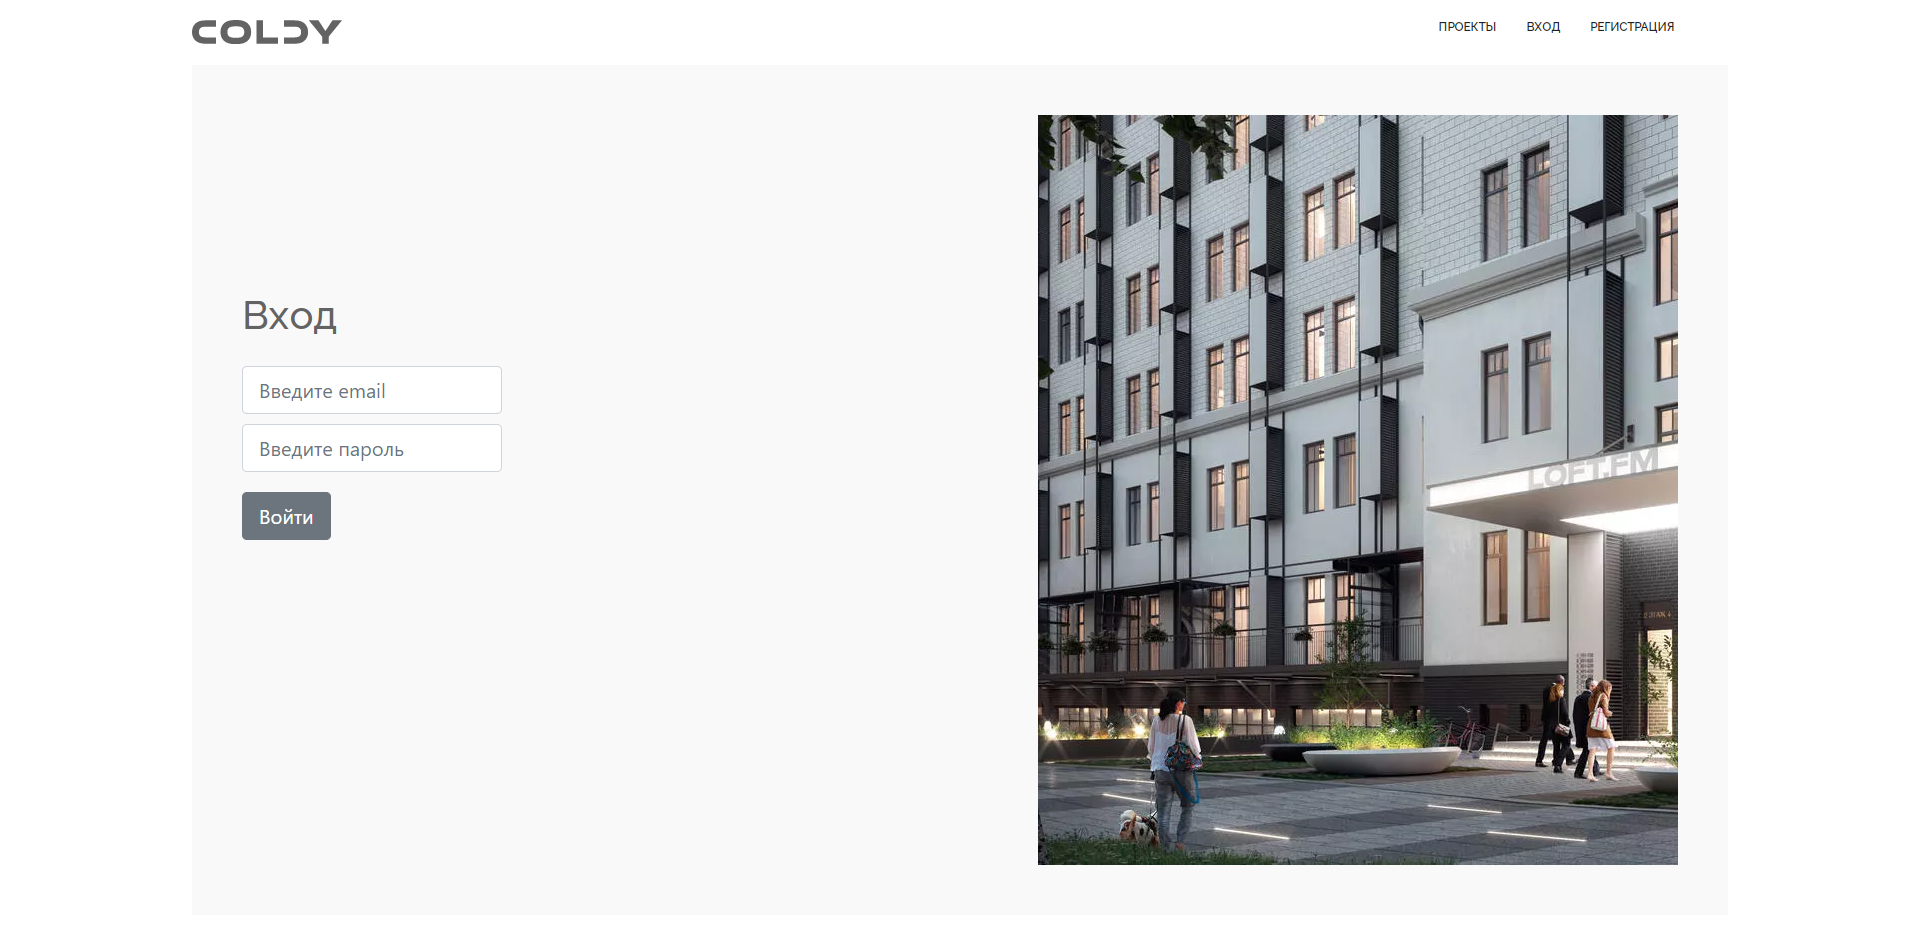 COLDY
ПРОЕКТЫ ВХОД РЕГИСТРАЦИЯ
Вход
Введите email
Введите пароль
Войти
LOFT.FM